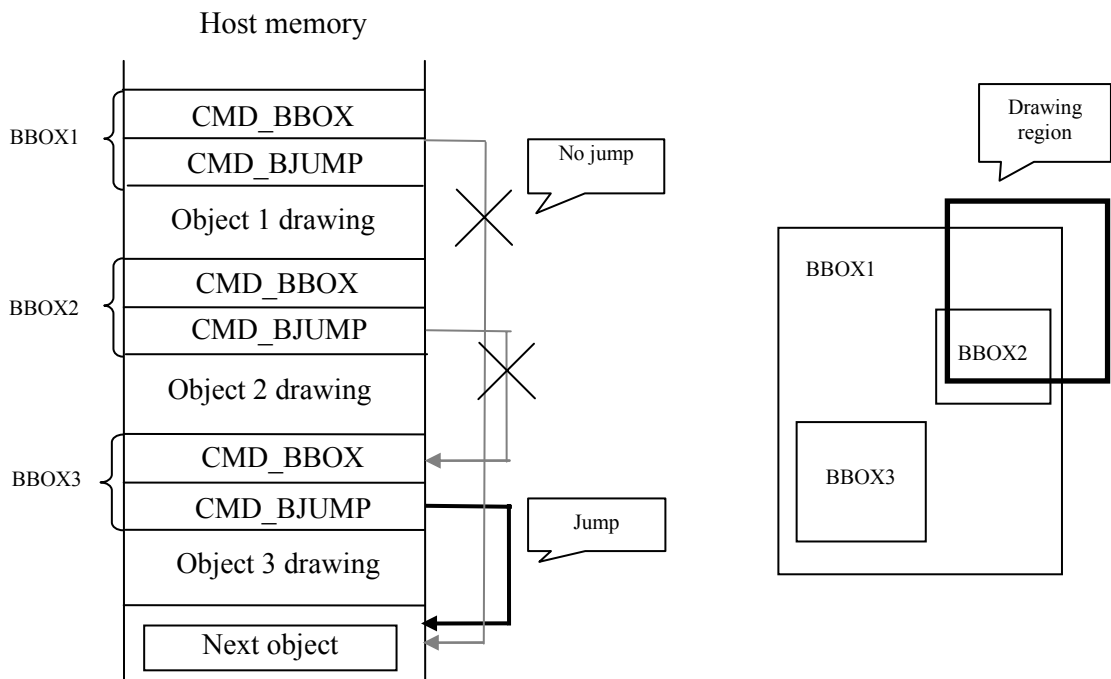 Host memory
BBOX1
CMD_BBOX
CMD_BJUMP
Object 1 drawing
BBOX2
CMD_BBOX
CMD_BJUMP
Object 2 drawing
BBOX3
CMD_BBOX
CMD_BJUMP
Object 3 drawing
Next object
No jump
Jump
Drawing
region
BBOX1
BBOX2
BBOX3